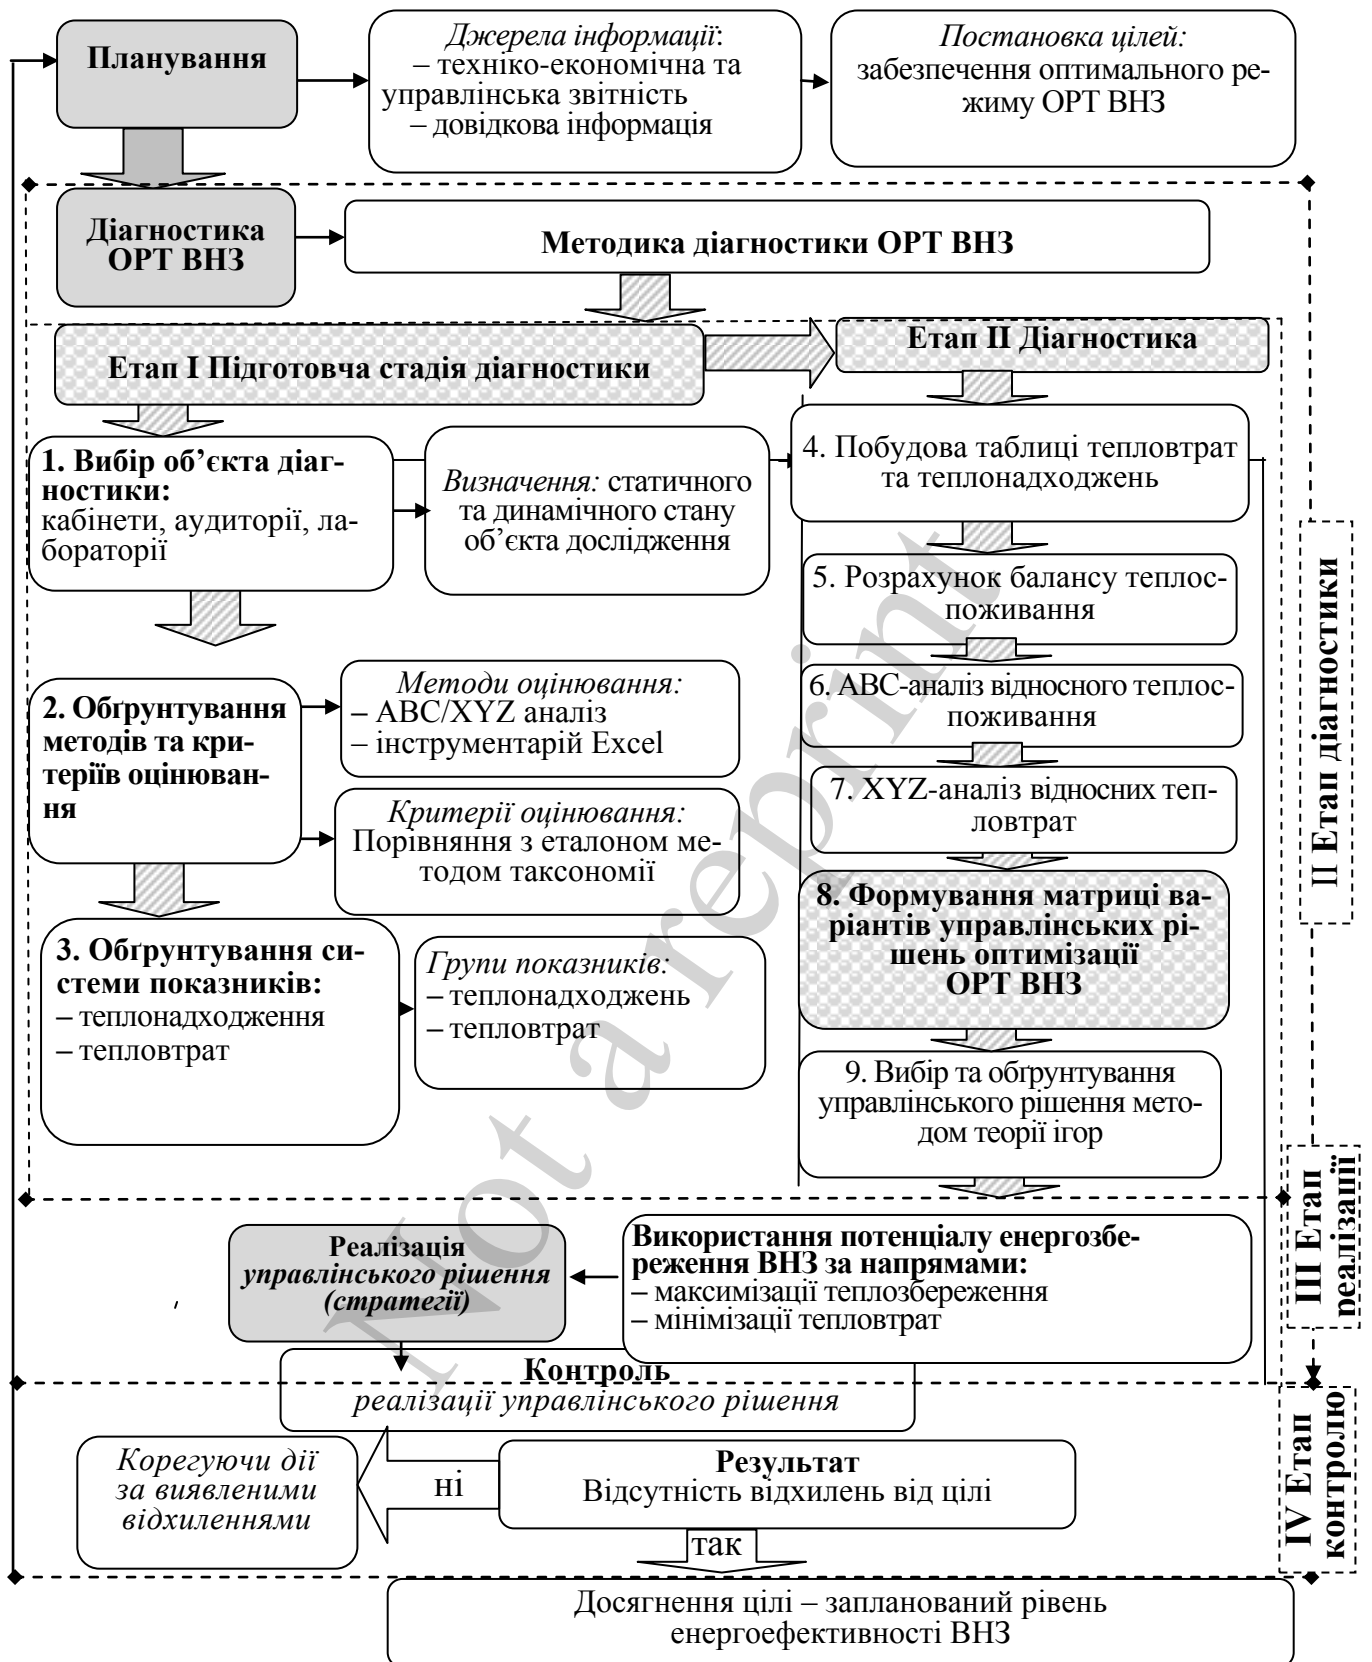 Планування
Джерела інформації:
– техніко-економічна та
управлінська звітність
– довідкова інформація
Постановка цілей:
забезпечення оптимального ре-
жиму ОРТ ВНЗ
Діагностика
ОРТ ВНЗ
Методика діагностики ОРТ ВНЗ
Етап I Підготовча стадія діагностики
Етап II Діагностика
1. Вибір об’єкта діаг-
ностики:
кабінети, аудиторії, ла-
бораторії
Визначення: статичного
та динамічного стану
об’єкта дослідження
4. Побудова таблиці тепловтрат
та теплонадходжень
5. Розрахунок балансу теплос-
поживання
6. АВС-аналіз відносного теплос-
поживання
7. XYZ-аналіз відносних теп-
ловтрат
2. Обґрунтування
методів та кри-
теріїв оцінюван-
ня
Методи оцінювання:
– АВС/XYZ аналіз
– інструментарій Excel
Критерії оцінювання:
Порівняння з еталоном ме-
тодом таксономії
8. Формування матриці ва-
ріантів управлінських рі-
шень оптимізації
ОРТ ВНЗ
3. Обґрунтування си-
стеми показників:
– теплонадходження
– тепловтрат
Групи показників:
– теплонадходжень
– тепловтрат
9. Вибір та обґрунтування
управлінського рішення мето-
дом теорії ігор
II Етап діагностики
Реалізація
управлінського рішення
(стратегії)
Використання потенціалу енергозбе-
реження ВНЗ за напрямами:
– максимізації теплозбереження
– мінімізації тепловтрат
III Етап
реалізації
Контроль
реалізації управлінського рішення
Корегуючи дії
за виявленими
відхиленнями
ні
Результат
Відсутність відхилень від цілі
так
IV Етап
контролю
Досягнення цілі – запланований рівень
енергоефективності ВНЗ
Not a reprint